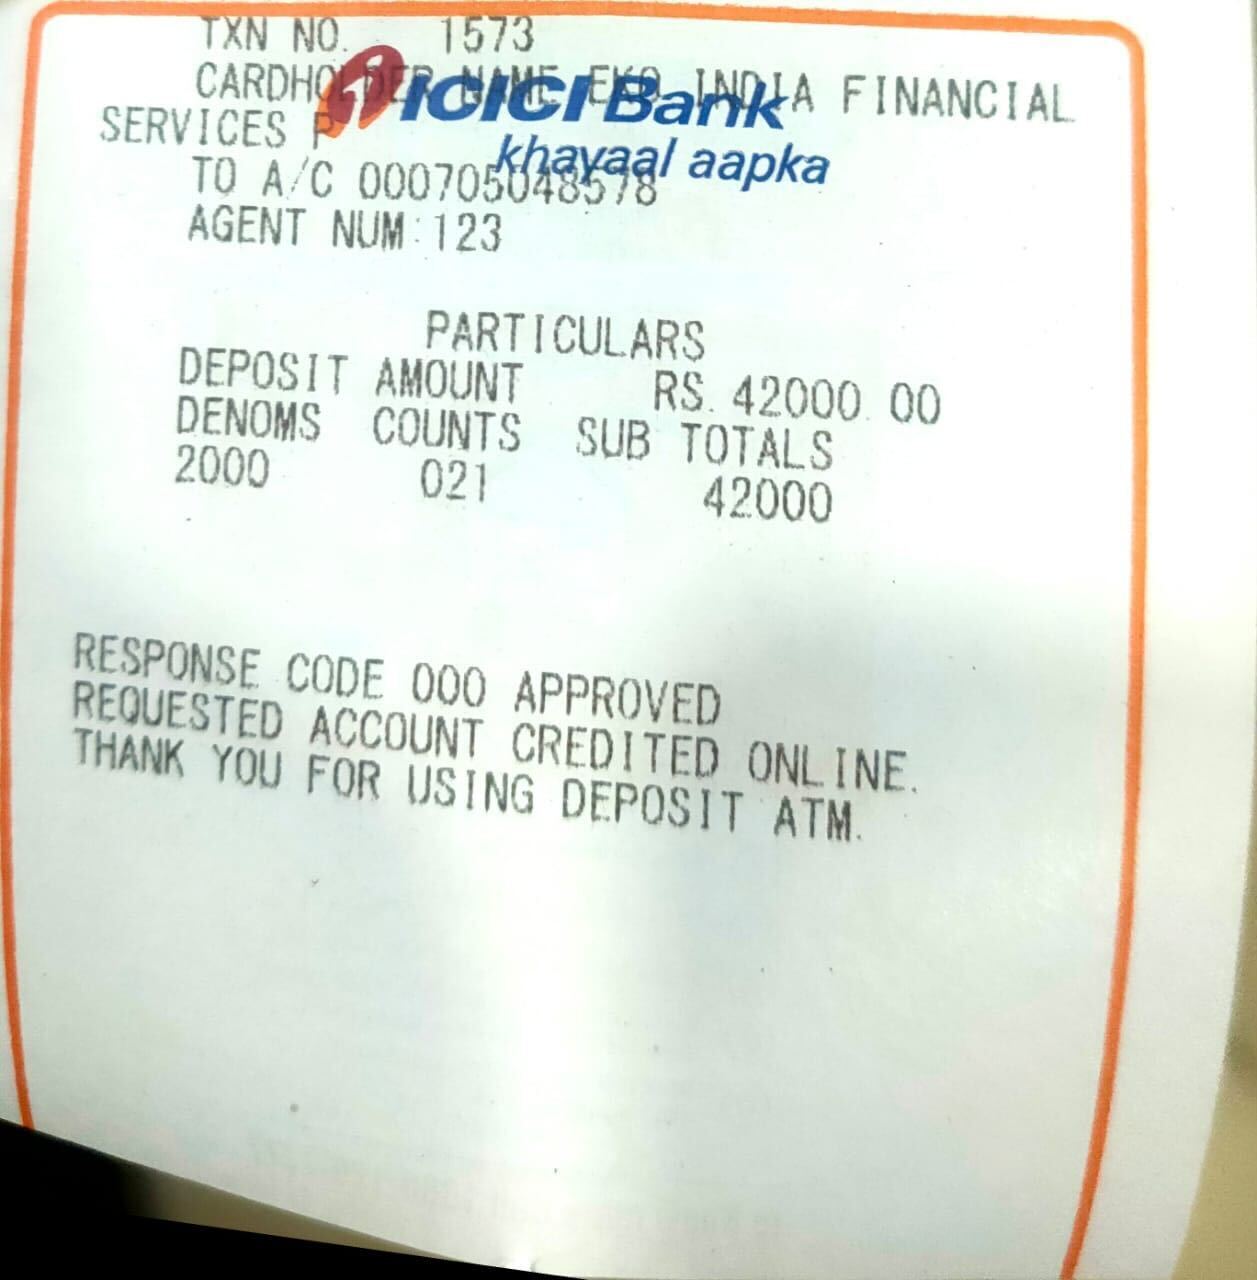 TXN NO. 1573
CARDHOLDER NAME EKO INDIA FINANCIAL
ICICI Bank
SERVICES P
khayaal aapka
TO A/C 000705048578
AGENT NUM:123
PARTICULARS
DEPOSIT AMOUNT RS. 42000.00
DENOMS COUNTS SUB TOTALS
2000 021 42000
RESPONSE CODE 000 APPROVED
REQUESTED ACCOUNT CREDITED ONLINE.
THANK YOU FOR USING DEPOSIT ATM.